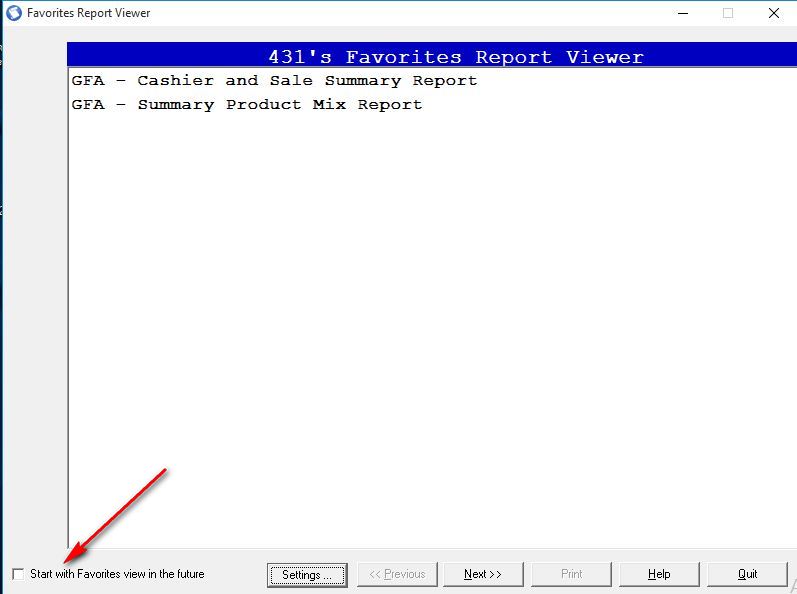 Favorites Report Viewer
431's Favorites Report Viewer
GFA - Cashier and Sale Summary Report
GFA - Summary Product Mix Report
Start with Favorites view in the future
Settings ...
<< Previous
Next >>
Print
Help
Quit